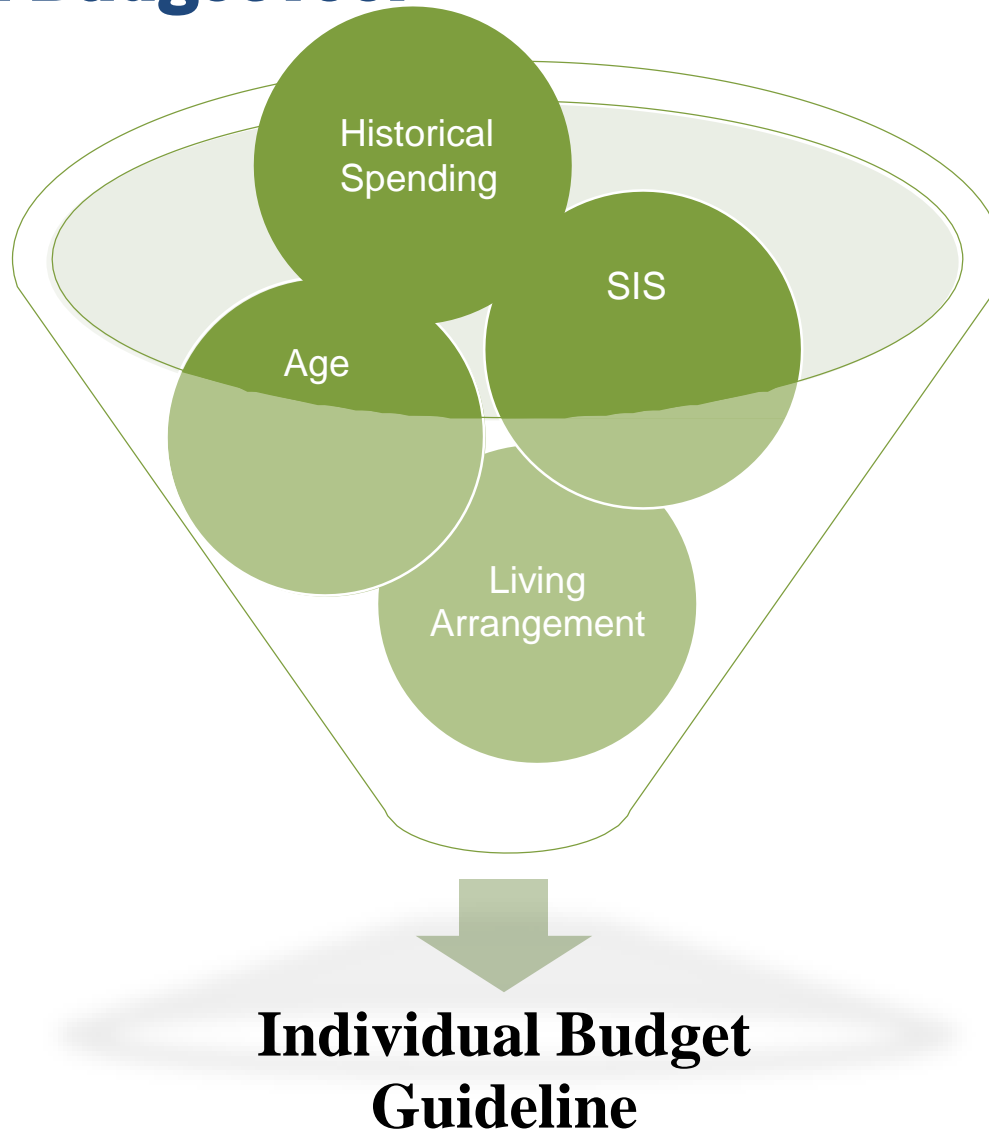 Historical
Spending
SIS
Age
Living
Arrangement
Individual Budget
Guideline